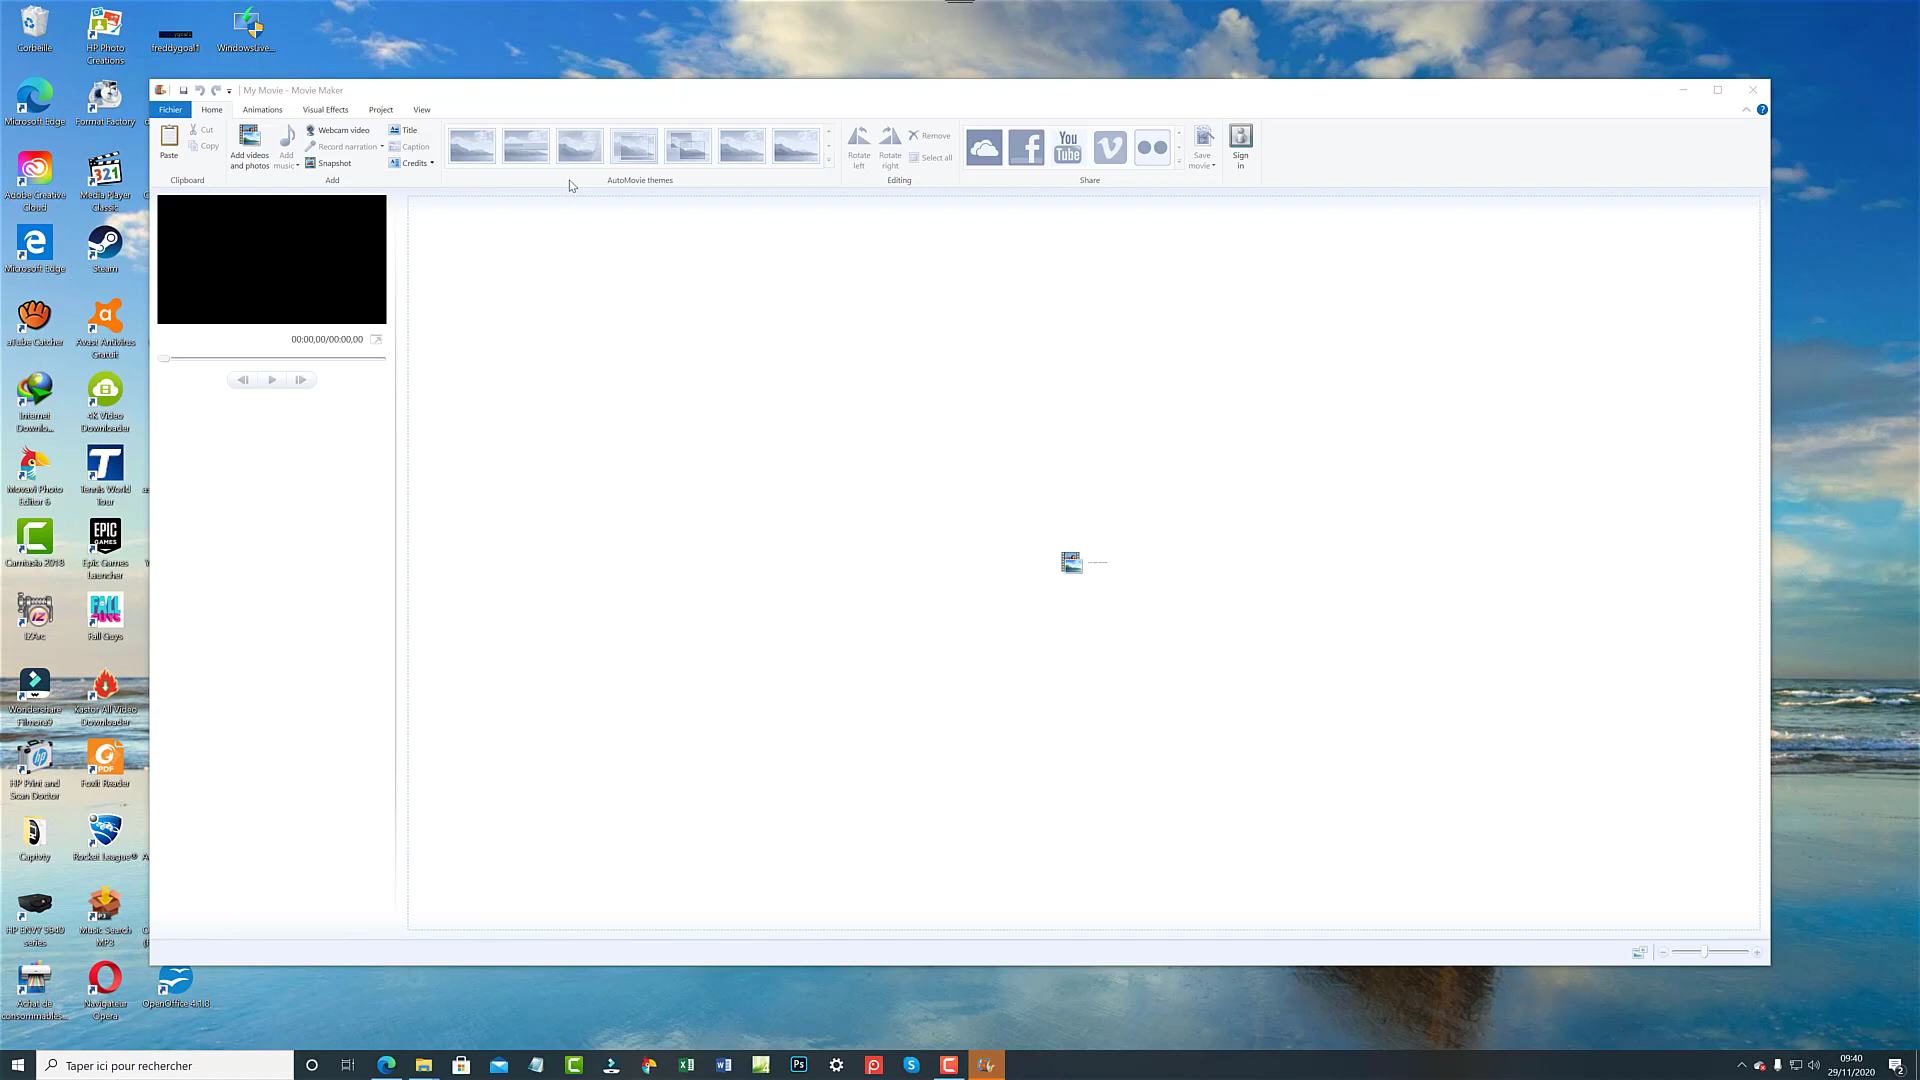 Corbeille
HP Photo
Creations
freddygoal1
WindowsLive...
Microsoft Edge
Format Factory
Adobe Creative
Cloud
Media Player
Classic
Microsoft Edge
Steam
aTube Catcher
Avast Antivirus
Gratuit
Internet
Downlo...
4K Video
Downloader
Movavi Photo
Editor 6
Tennis World
Tour
Camtasia 2018
Epic Games
Launcher
IZArc
Fall Guys
Wondershare
Filmora9
Kastor All Video
Downloader
HP Print and
Scan Doctor
Foxit Reader
Captvty
Rocket League®
HP ENVY 5640
series
Music Search
MP3
Achat de
consommables...
Navigateur
Opera
OpenOffice 4.1.8
My Movie - Movie Maker
Fichier
Home
Animations
Visual Effects
Project
View
Paste
Cut
Copy
Clipboard
Add videos
and photos
Add
music
Webcam video
Record narration
Snapshot
Title
Caption
Credits
Add
AutoMovie themes
Rotate
left
Rotate
right
Remove
Select all
Editing
You
Tube
Share
Save
movie
Sign
in
00:00,00/00:00,00
Taper ici pour rechercher
09:40
29/11/2020
2